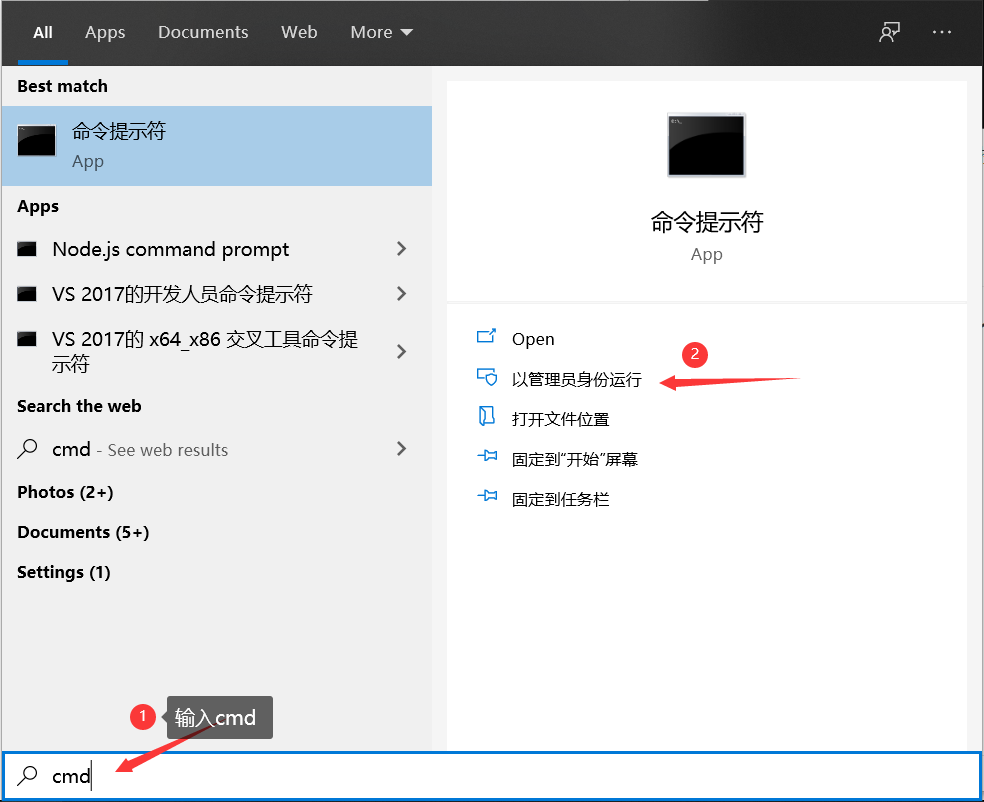 All Apps Documents Web More
Best match
命令提示符
App
Apps
Node.js command prompt
VS 2017的开发人员命令提示符
VS 2017的 x64_x86 交叉工具命令提
示符
Search the web
cmd - See web results
Photos (2+)
Documents (5+)
Settings (1)
命令提示符
App
Open
2
以管理员身份运行
打开文件位置
固定到“开始”屏幕
固定到任务栏
1 输入cmd
cmd